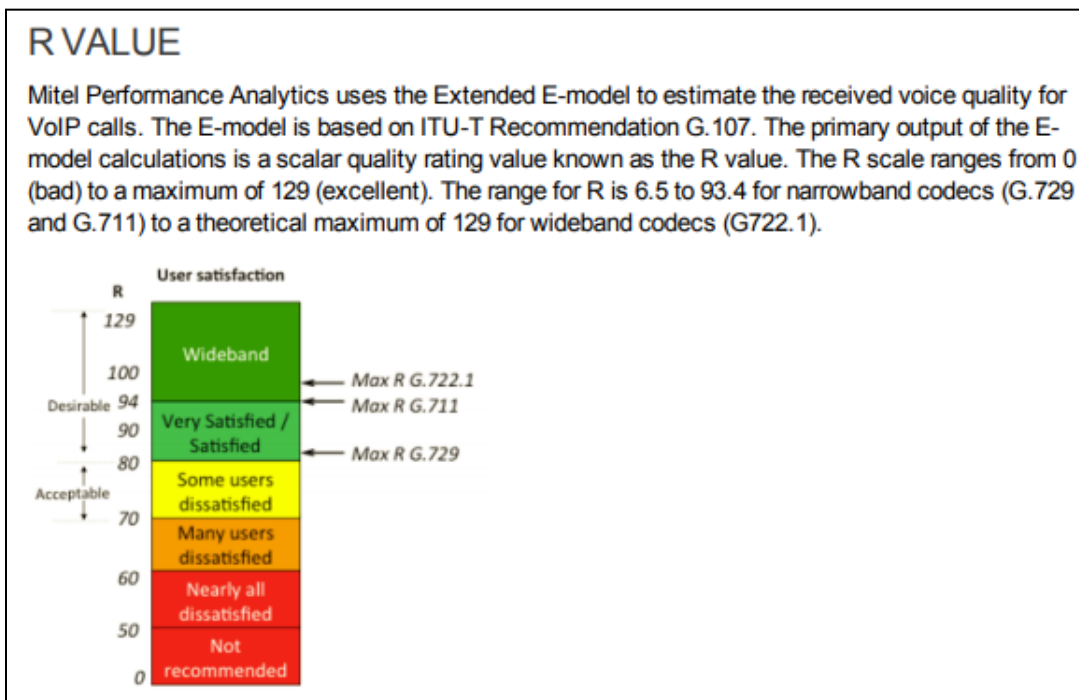 R VALUE
Mitel Performance Analytics uses the Extended E-model to estimate the received voice quality for
VoIP calls. The E-model is based on ITU-T Recommendation G.107. The primary output of the E-
model calculations is a scalar quality rating value known as the R value. The R scale ranges from 0
(bad) to a maximum of 129 (excellent). The range for R is 6.5 to 93.4 for narrowband codecs (G.729
and G.711) to a theoretical maximum of 129 for wideband codecs (G722.1).
User satisfaction
R
129
Wideband
100
Max R G.722.1
Desirable
94
Max R G.711
90
Very Satisfied /
Satisfied
Max R G.729
80
Acceptable
Some users
dissatisfied
70
Many users
dissatisfied
60
Nearly all
dissatisfied
50
Not
recommended
0